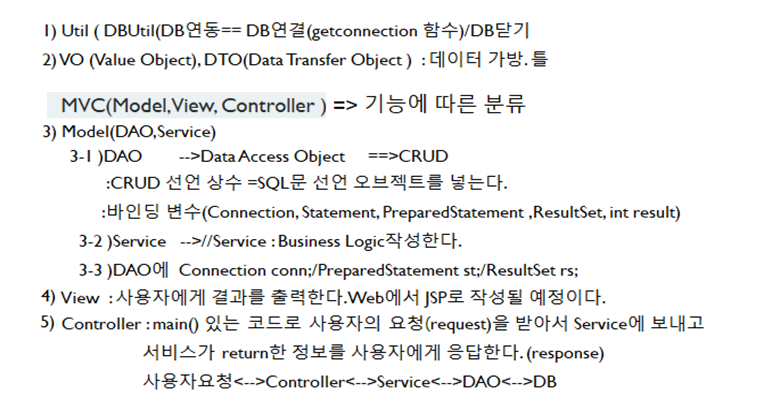 1) Util ( DBUtil(DB연동== DB연결(getconnection 함수)/DB닫기
2) VO (Value Object), DTO(Data Transfer Object ) : 데이터 가방. 틀
MVC(Model,View, Controller ) => 기능에 따른 분류
3) Model(DAO,Service)
3-1 )DAO -->Data Access Object ==>CRUD
:CRUD 선언 상수 =SQL문 선언 오브젝트를 넣는다.
:바인딩 변수(Connection, Statement, PreparedStatement ,ResultSet, int result)
3-2 )Service -->//Service : Business Logic작성한다.
3-3 )DAO에 Connection conn;/PreparedStatement st;/ResultSet rs;
4) View : 사용자에게 결과를 출력한다.Web에서 JSP로 작성될 예정이다.
5) Controller : main() 있는 코드로 사용자의 요청(request)을 받아서 Service에 보내고
서비스가 return한 정보를 사용자에게 응답한다. (response)
사용자요청<-->Controller<-->Service<-->DAO<-->DB